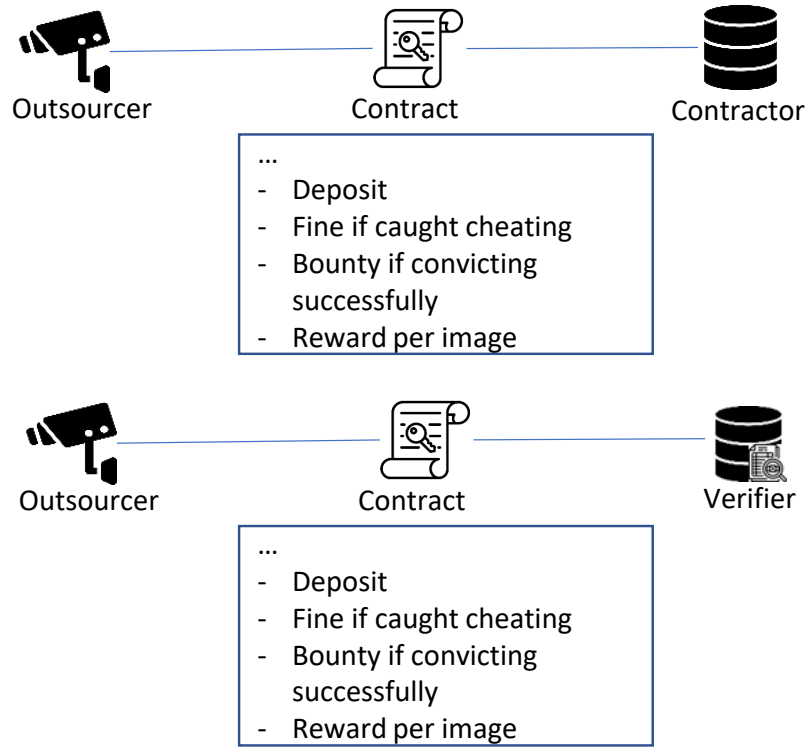 Outsourcer Contract Contractor
...
- Deposit
- Fine if caught cheating
- Bounty if convicting
successfully
- Reward per image
Outsourcer Contract Verifier
...
- Deposit
- Fine if caught cheating
- Bounty if convicting
successfully
- Reward per image